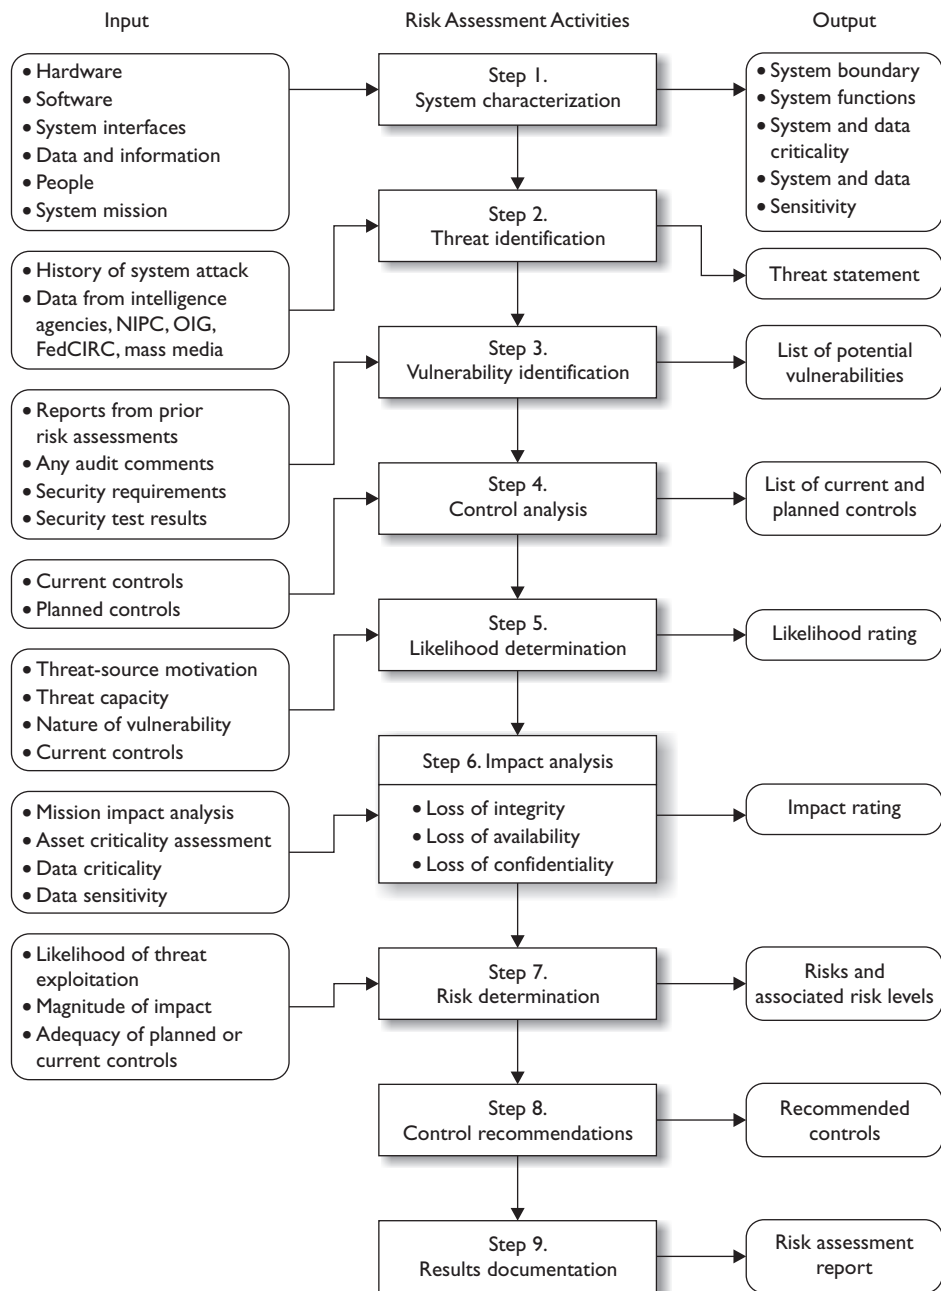 Input
Risk Assessment Activities
Output
• Hardware
• Software
• System interfaces
• Data and information
• People
• System mission
Step 1.
System characterization
• System boundary
• System functions
• System and data
criticality
• System and data
• Sensitivity
• History of system attack
• Data from intelligence
agencies, NIPC, OIG,
FedCIRC, mass media
Step 2.
Threat identification
Threat statement
• Reports from prior
risk assessments
• Any audit comments
• Security requirements
• Security test results
Step 3.
Vulnerability identification
List of potential
vulnerabilities
• Current controls
• Planned controls
Step 4.
Control analysis
List of current and
planned controls
• Threat-source motivation
• Threat capacity
• Nature of vulnerability
• Current controls
Step 5.
Likelihood determination
Likelihood rating
• Mission impact analysis
• Asset criticality assessment
• Data criticality
• Data sensitivity
Step 6. Impact analysis
• Loss of integrity
• Loss of availability
• Loss of confidentiality
Impact rating
• Likelihood of threat
exploitation
• Magnitude of impact
• Adequacy of planned or
current controls
Step 7.
Risk determination
Risks and
associated risk levels
Step 8.
Control recommendations
Recommended
controls
Step 9.
Results documentation
Risk assessment
report